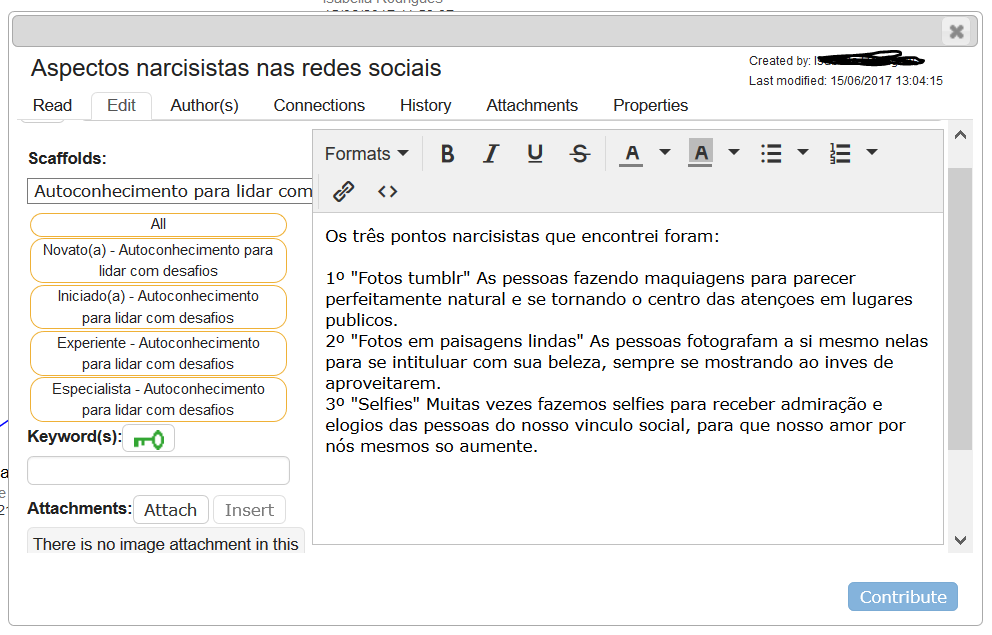 Isabella Rodrigues
Aspectos narcisistas nas redes sociais
Created by:
Last modified: 15/06/2017 13:04:15
Read Edit Author(s) Connections History Attachments Properties
Scaffolds:
Autoconhecimento para lidar com
All
Novato(a) - Autoconhecimento para
lidar com desafios
Iniciado(a) - Autoconhecimento
para lidar com desafios
Experiente - Autoconhecimento
para lidar com desafios
Especialista - Autoconhecimento
para lidar com desafios
Keyword(s):
Attachments: Attach Insert
There is no image attachment in this
Formats B I U S A A
Os três pontos narcisistas que encontrei foram:
1º "Fotos tumblr" As pessoas fazendo maquiagens para parecer
perfeitamente natural e se tornando o centro das atençoes em lugares
publicos.
2º "Fotos em paisagens lindas" As pessoas fotografam a si mesmo nelas
para se intituluar com sua beleza, sempre se mostrando ao inves de
aproveitarem.
3º "Selfies" Muitas vezes fazemos selfies para receber admiração e
elogios das pessoas do nosso vinculo social, para que nosso amor por
nós mesmos so aumente.
Contribute